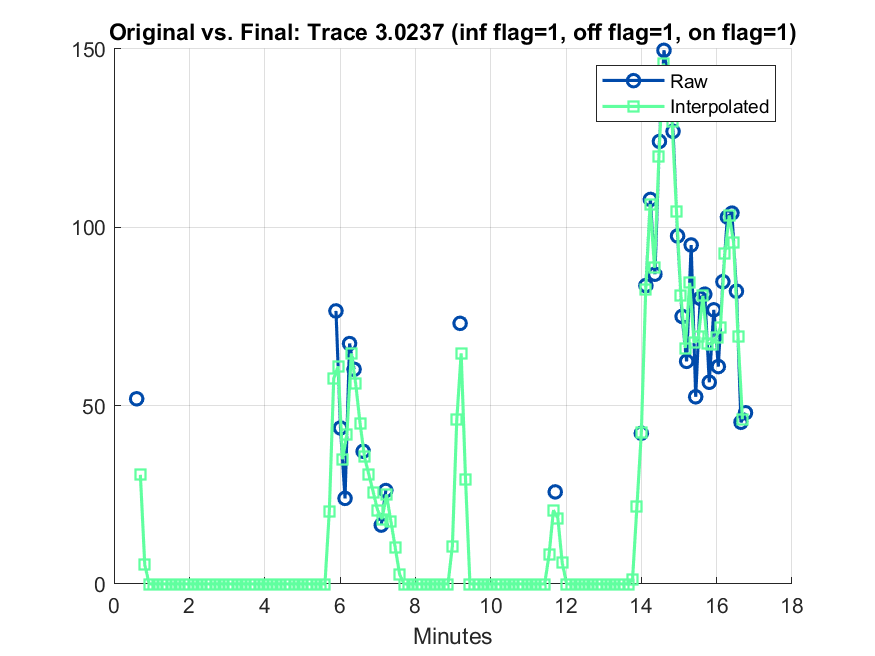 Original vs. Final: Trace 3.0237 (inf flag=1, off flag=1, on flag=1)
150
100
50
0
Raw
Interpolated
0 2 4 6 8 10 12 14 16 18
Minutes